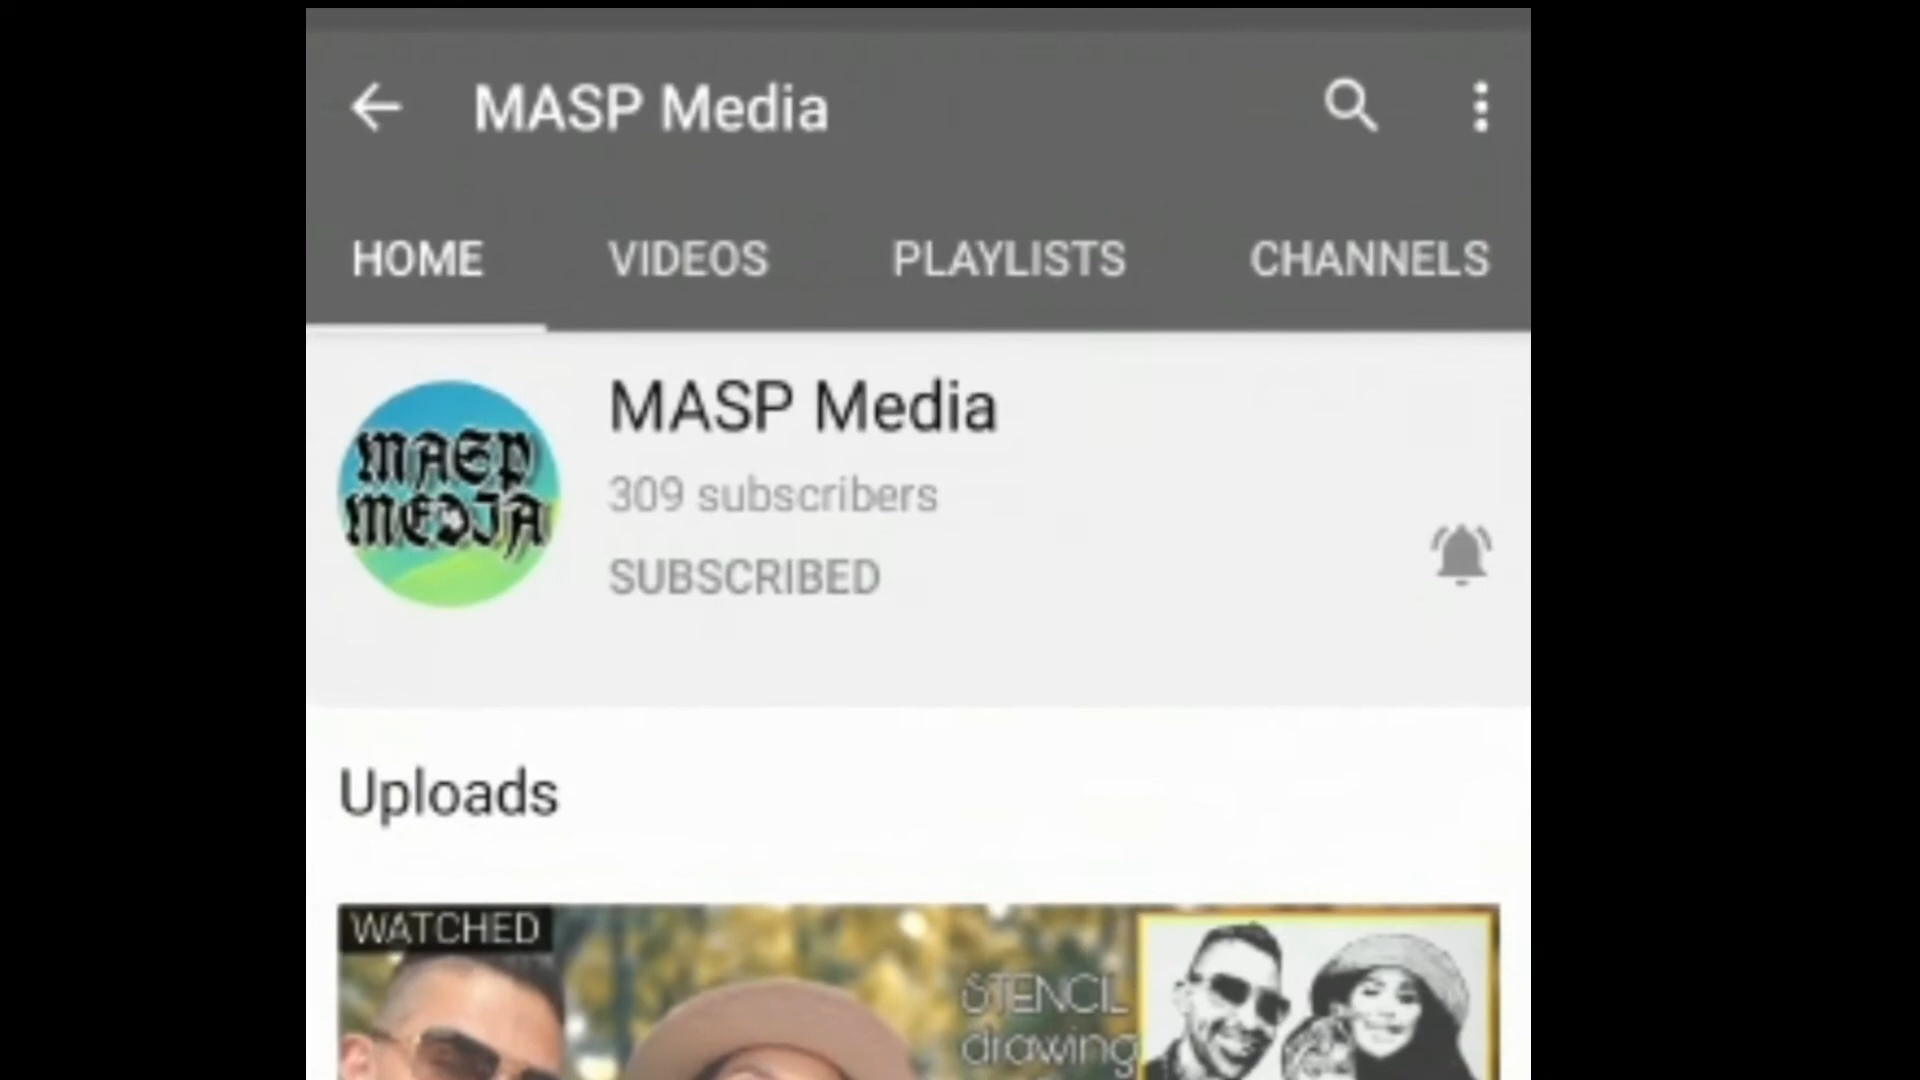 MASP Media
HOME VIDEOS PLAYLISTS CHANNELS
MASP
MEDIA
MASP Media
309 subscribers
SUBSCRIBED
Uploads
WATCHED
STENCIL
drawing